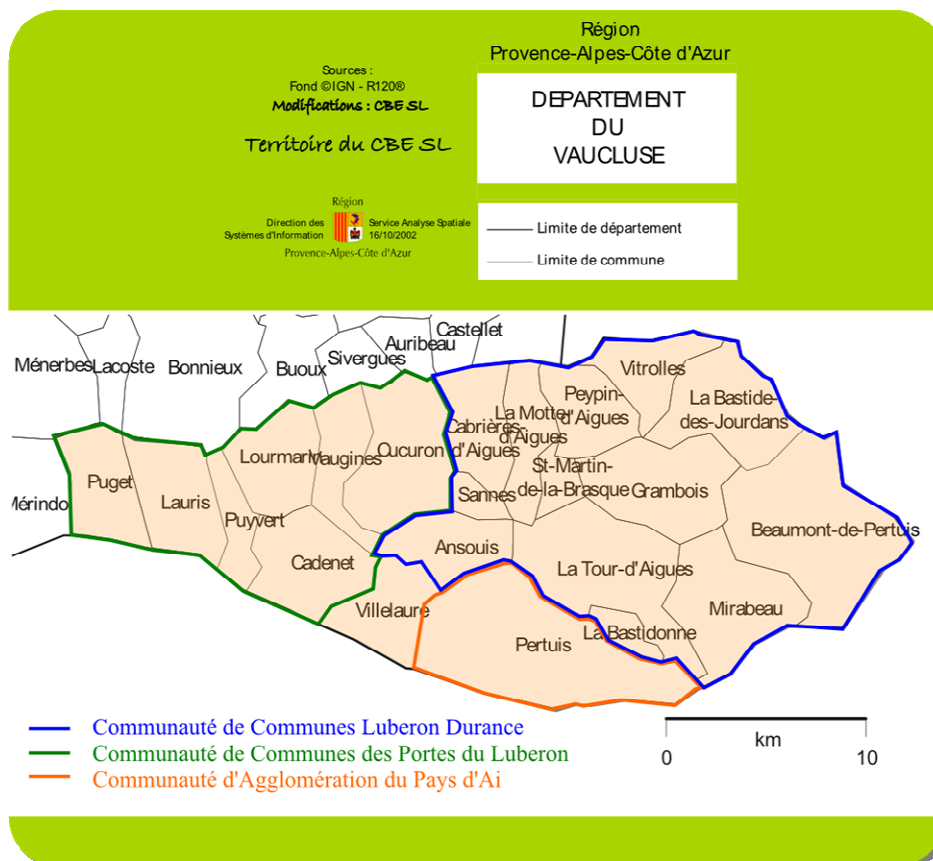 Région
Provence-Alpes-Côte d'Azur
Sources :
Fond ©IGN - R120®
Modifications : CBE SL
Territoire du CBE SL
DEPARTEMENT
DU
VAUCLUSE
Région
Direction des
Systèmes d'Information
Service Analyse Spatiale
16/10/2002
Provence-Alpes-Côte d'Azur
Limite de département
Limite de commune
Castellet
Auribeau
Sivergues
Ménerbes
Lacoste
Bonnieux
Buoux
Vitrolles
Peypin-
d'Aigues
La Bastide-
des-Jourdans
La Motte-
d'Aigues
Cabrières-
d'Aigues
Cucuron
Lourmarin
Vaugines
St-Martin-
de-la-Brasque
Puget
Lauris
Sannes
Grambois
Mérindo
Puyvert
Beaumont-de-Pertuis
Ansouis
Cadenet
La Tour-d'Aigues
Villelaure
Mirabeau
La Bastidonne
Pertuis
Communauté de Communes Luberon Durance
Communauté de Communes des Portes du Luberon
Communauté d'Agglomération du Pays d'Ai
km
0
10